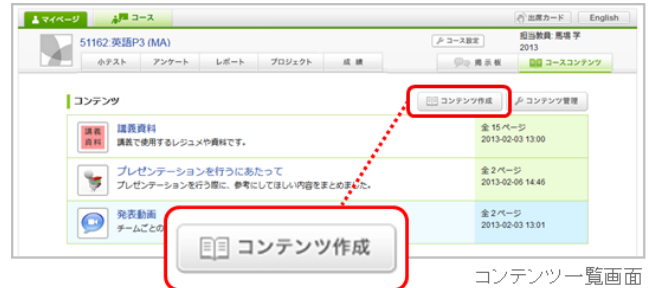 マイページ
コース
出席カード
English
51162:英語P3 (MA)
コース設定
担当教員: 馬場 学
2013
小テスト
アンケート
レポート
プロジェクト
成績
掲示板
コースコンテンツ
コンテンツ
コンテンツ作成
コンテンツ管理
講義
資料
講義資料
講義で使用するレジュメや資料です。
全 15 ページ
2013-02-03 13:00
プレゼンテーションを行うにあたって
プレゼンテーションを行う際に、参考にしてほしい内容をまとめました。
全 2 ページ
2013-02-06 14:46
発表動画
チームごとの
全 2 ページ
2013-02-03 13:01
コンテンツ作成
コンテンツ一覧画面